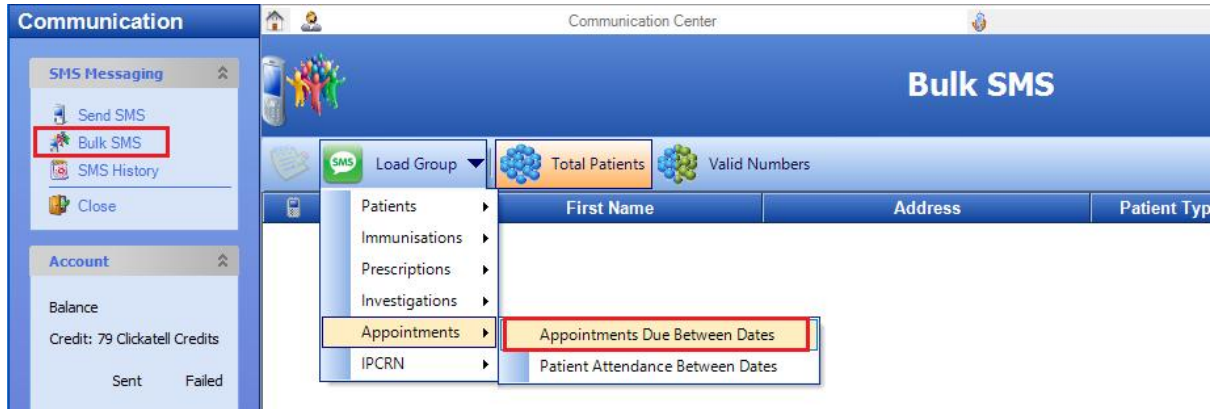 Communication
SMS Messaging
Send SMS
Bulk SMS
SMS History
Close
Account
Balance
Credit: 79 Clickatell Credits
Sent Failed
Communication Center
Bulk SMS
SMS Load Group Total Patients Valid Numbers
First Name Address Patient Typ
Patients
Immunisations
Prescriptions
Investigations
Appointments
IPCRN
Appointments Due Between Dates
Patient Attendance Between Dates